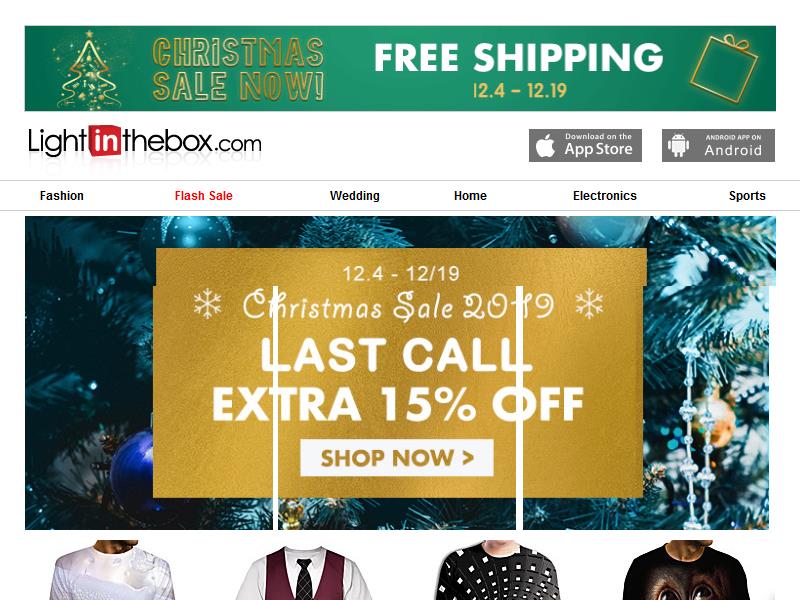 CHRISTMAS
SALE NOW!
FREE SHIPPING
12.4 – 12.19
Lightinthebox.com
Download on the
App Store
ANDROID APP ON
Android
Fashion
Flash Sale
Wedding
Home
Electronics
Sports
12.4 - 12/19
Christmas Sale 2019
LAST CALL
EXTRA 15% OFF
SHOP NOW >